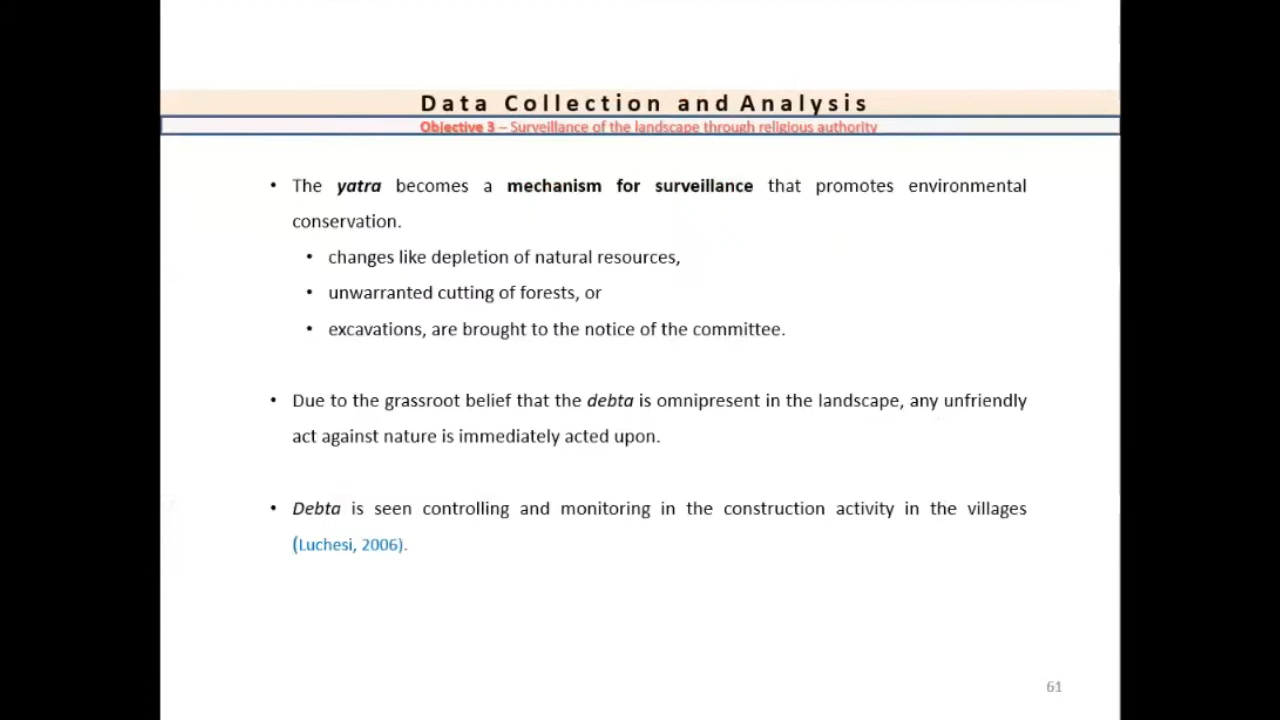 Data Collection and Analysis
Objective 3 – Surveillance of the landscape through religious authority
• The yatra becomes a mechanism for surveillance that promotes environmental
conservation.
• changes like depletion of natural resources,
• unwarranted cutting of forests, or
• excavations, are brought to the notice of the committee.
• Due to the grassroot belief that the debta is omnipresent in the landscape, any unfriendly
act against nature is immediately acted upon.
• Debta is seen controlling and monitoring in the construction activity in the villages
(Luchesi, 2006).
61